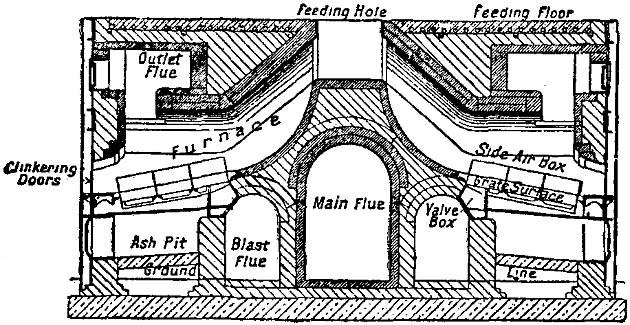 Feeding Hole
Feeding Floor
Outlet
Flue
Furnace
Clinkering
Doors
Side Air Box
Grate Surface
Main Flue
Valve
Box
Ash Pit
Blast
Flue
Ground
Line